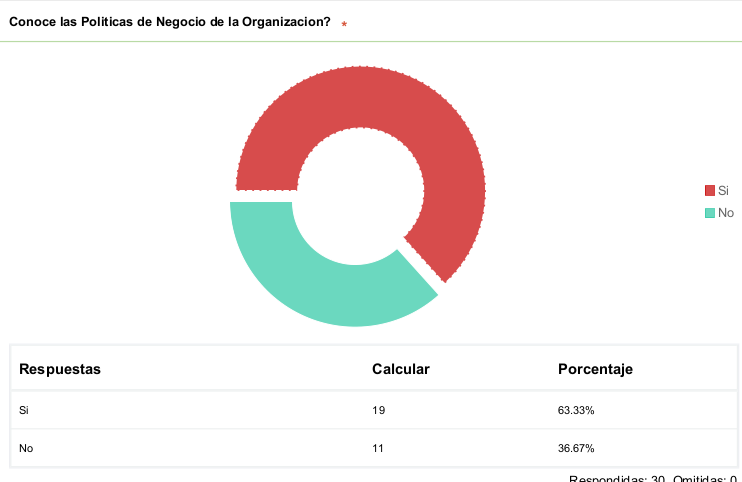 Conoce las Politicas de Negocio de la Organizacion? *
Si
No
Respuestas Calcular Porcentaje
Si 19 63.33%
No 11 36.67%
Respondidas: 30 Omitidas: 0